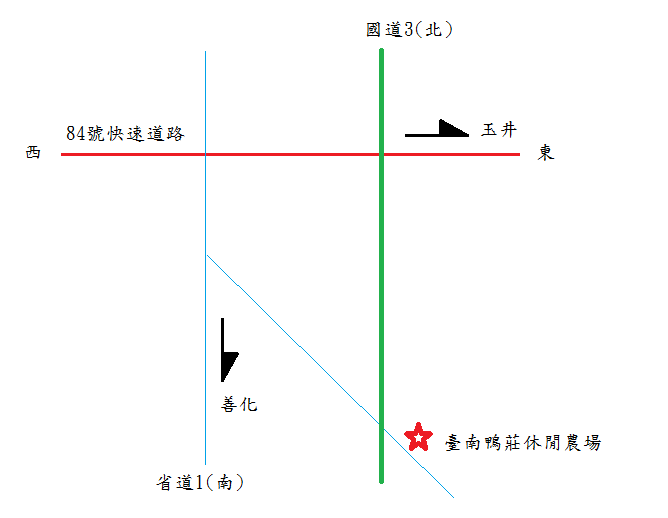 國道3(北)
84號快速道路
玉井
西
東
善化
臺南鴨莊休閒農場
省道1(南)